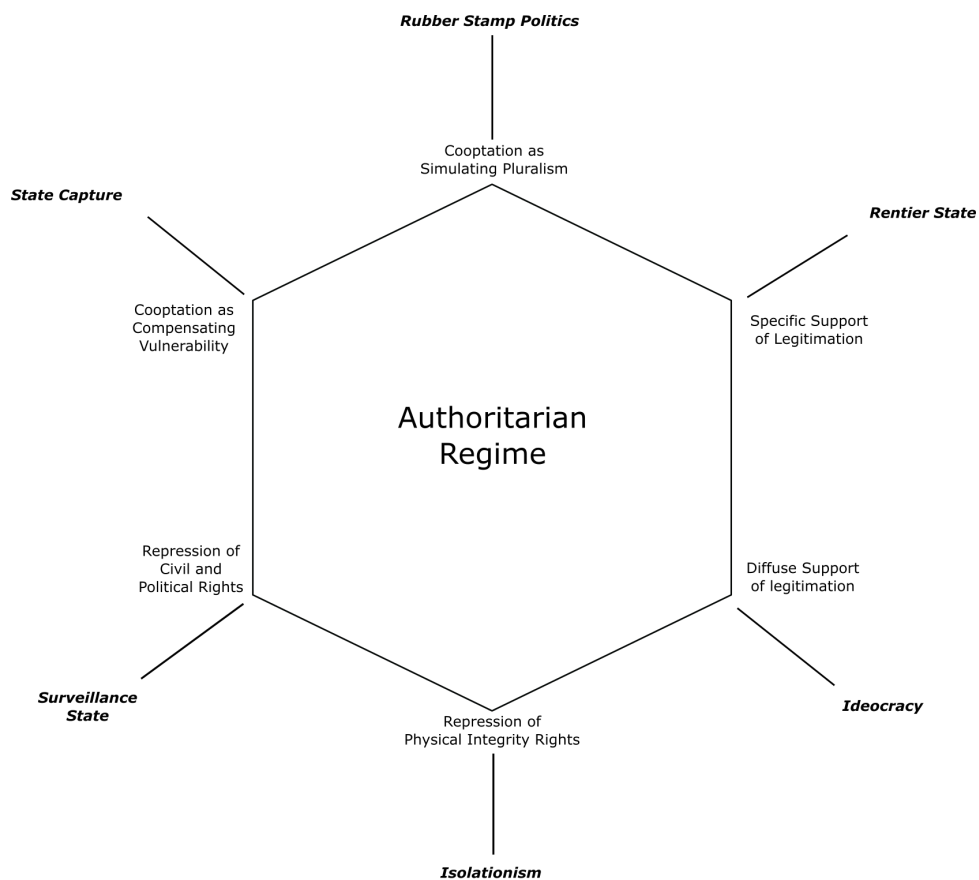 Rubber Stamp Politics
Cooptation as
Simulating Pluralism
State Capture
Rentier State
Cooptation as
Compensating
Vulnerability
Specific Support
of Legitimation
Authoritarian
Regime
Repression of
Civil and
Political Rights
Diffuse Support
of legitimation
Surveillance
State
Ideocracy
Repression of
Physical Integrity Rights
Isolationism